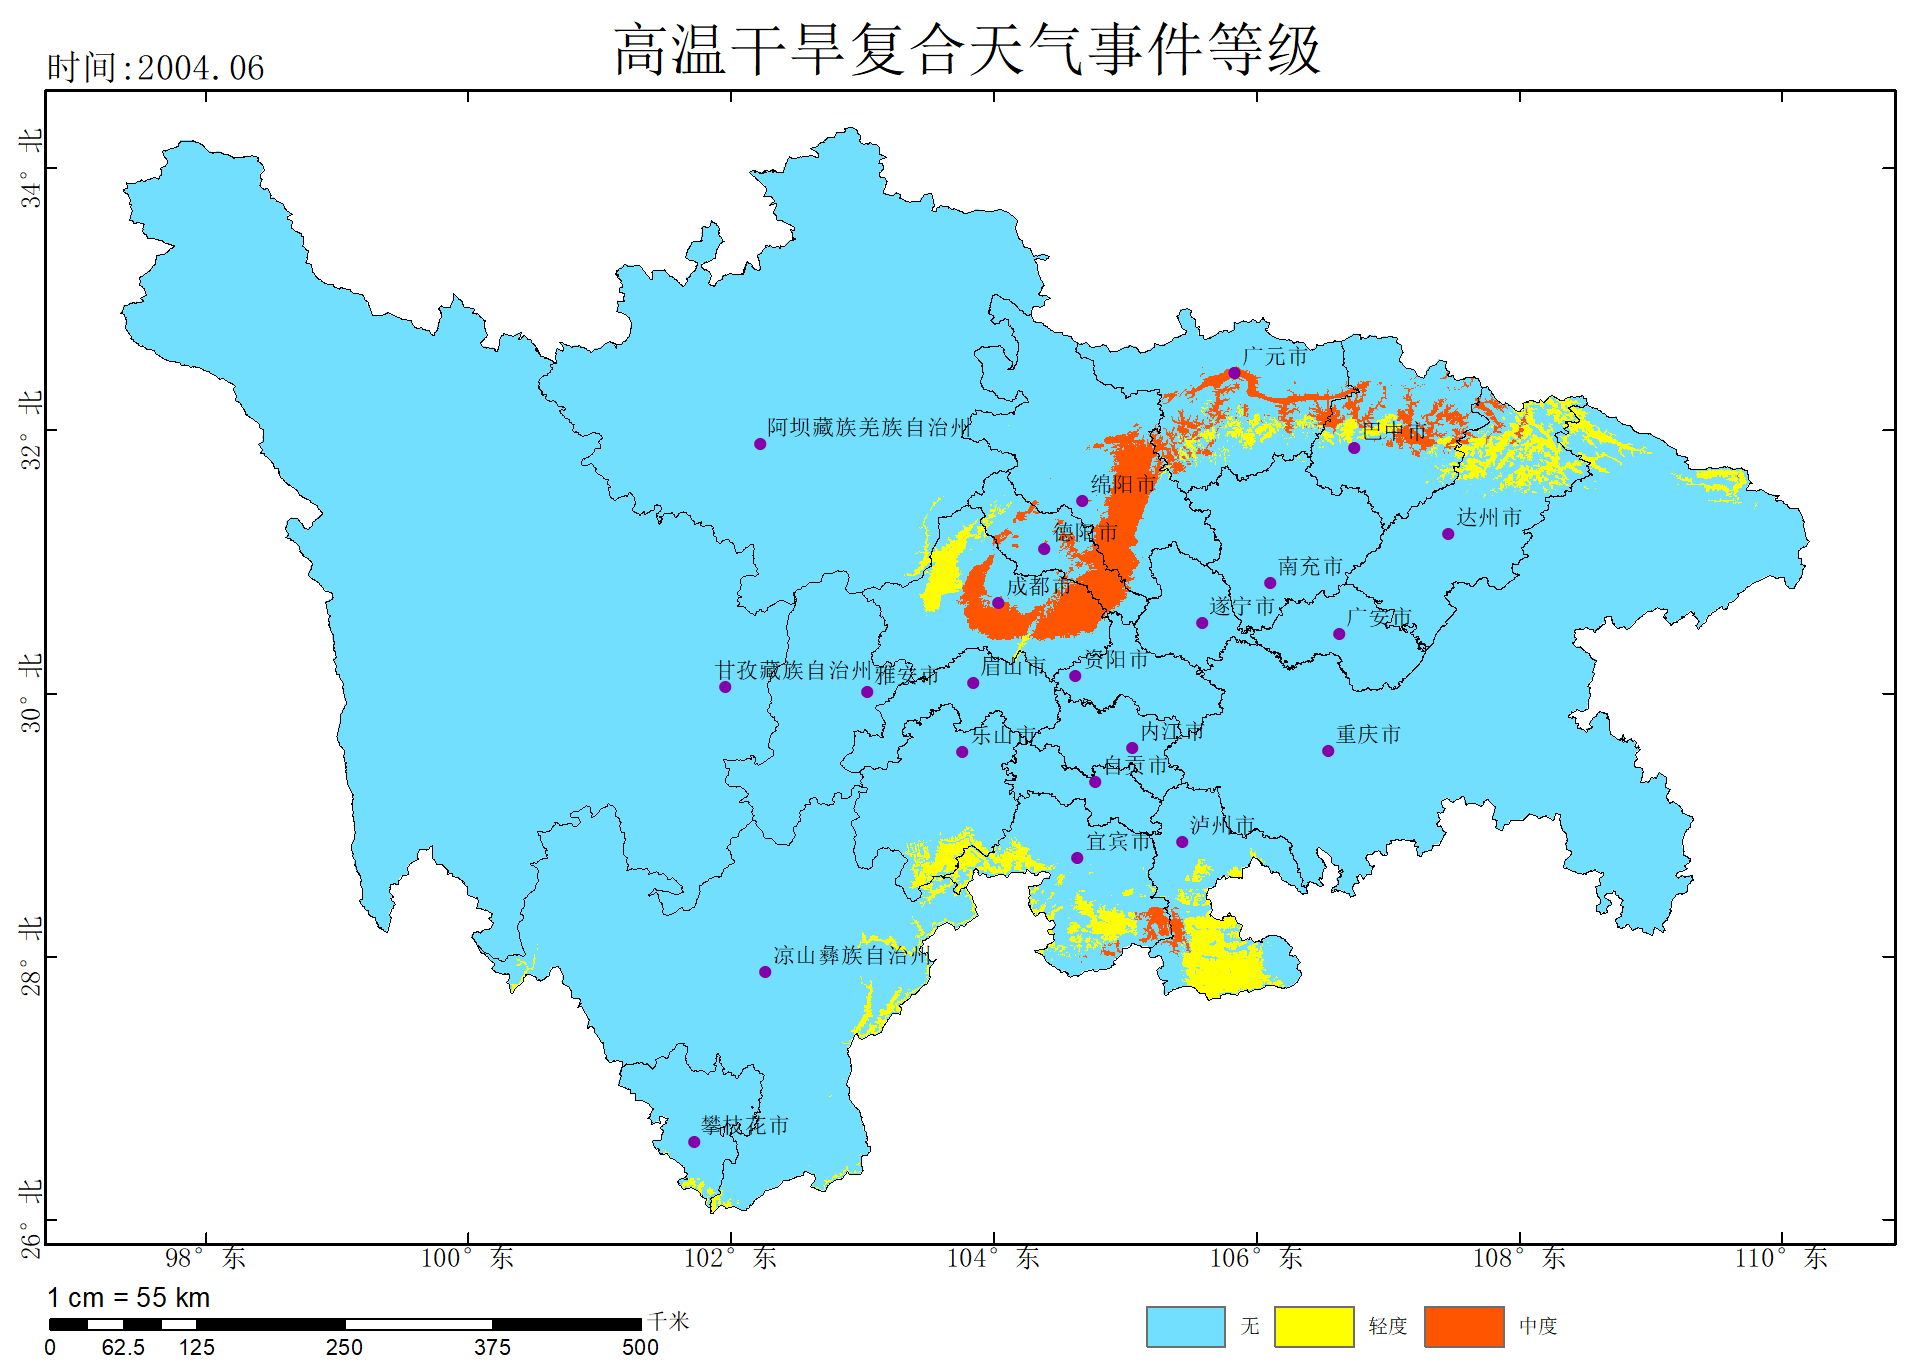 高温干旱复合天气事件等级
时间:2004.06
34°北
32°北
30°北
28°北
26°北
广元市
阿坝藏族羌族自治州
巴中市
绵阳市
达州市
德阳市
南充市
成都市
遂宁市
广安市
甘孜藏族自治州
雅安市
眉山市
资阳市
乐山市
内江市
重庆市
自贡市
宜宾市
泸州市
凉山彝族自治州
攀枝花市
98°东
100°东
102°东
104°东
106°东
108°东
110°东
1 cm = 55 km
千米
0 62.5 125 250 375 500
无 轻度 中度